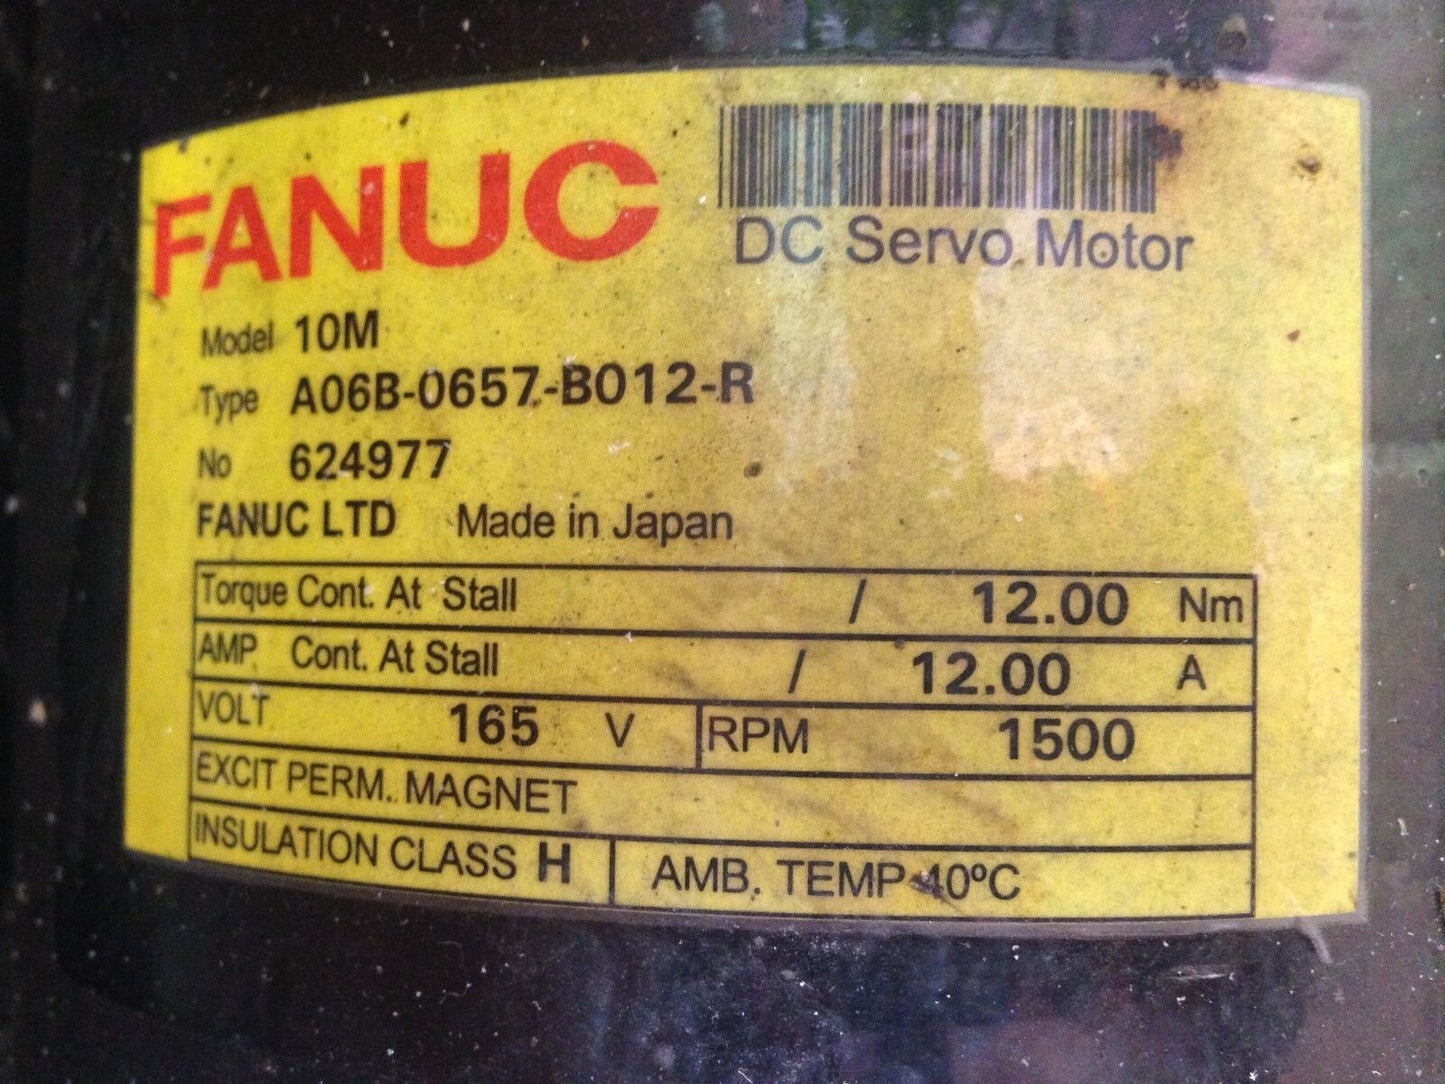 FANUC
DC Servo Motor
Model 10M
Type A06B-0657-B012-R
No 624977
FANUC LTD Made in Japan
Torque Cont. At Stall / 12.00 Nm
AMP Cont. At Stall / 12.00 A
VOLT 165 V RPM 1500
EXCIT PERM. MAGNET
INSULATION CLASS H AMB. TEMP 40ºC